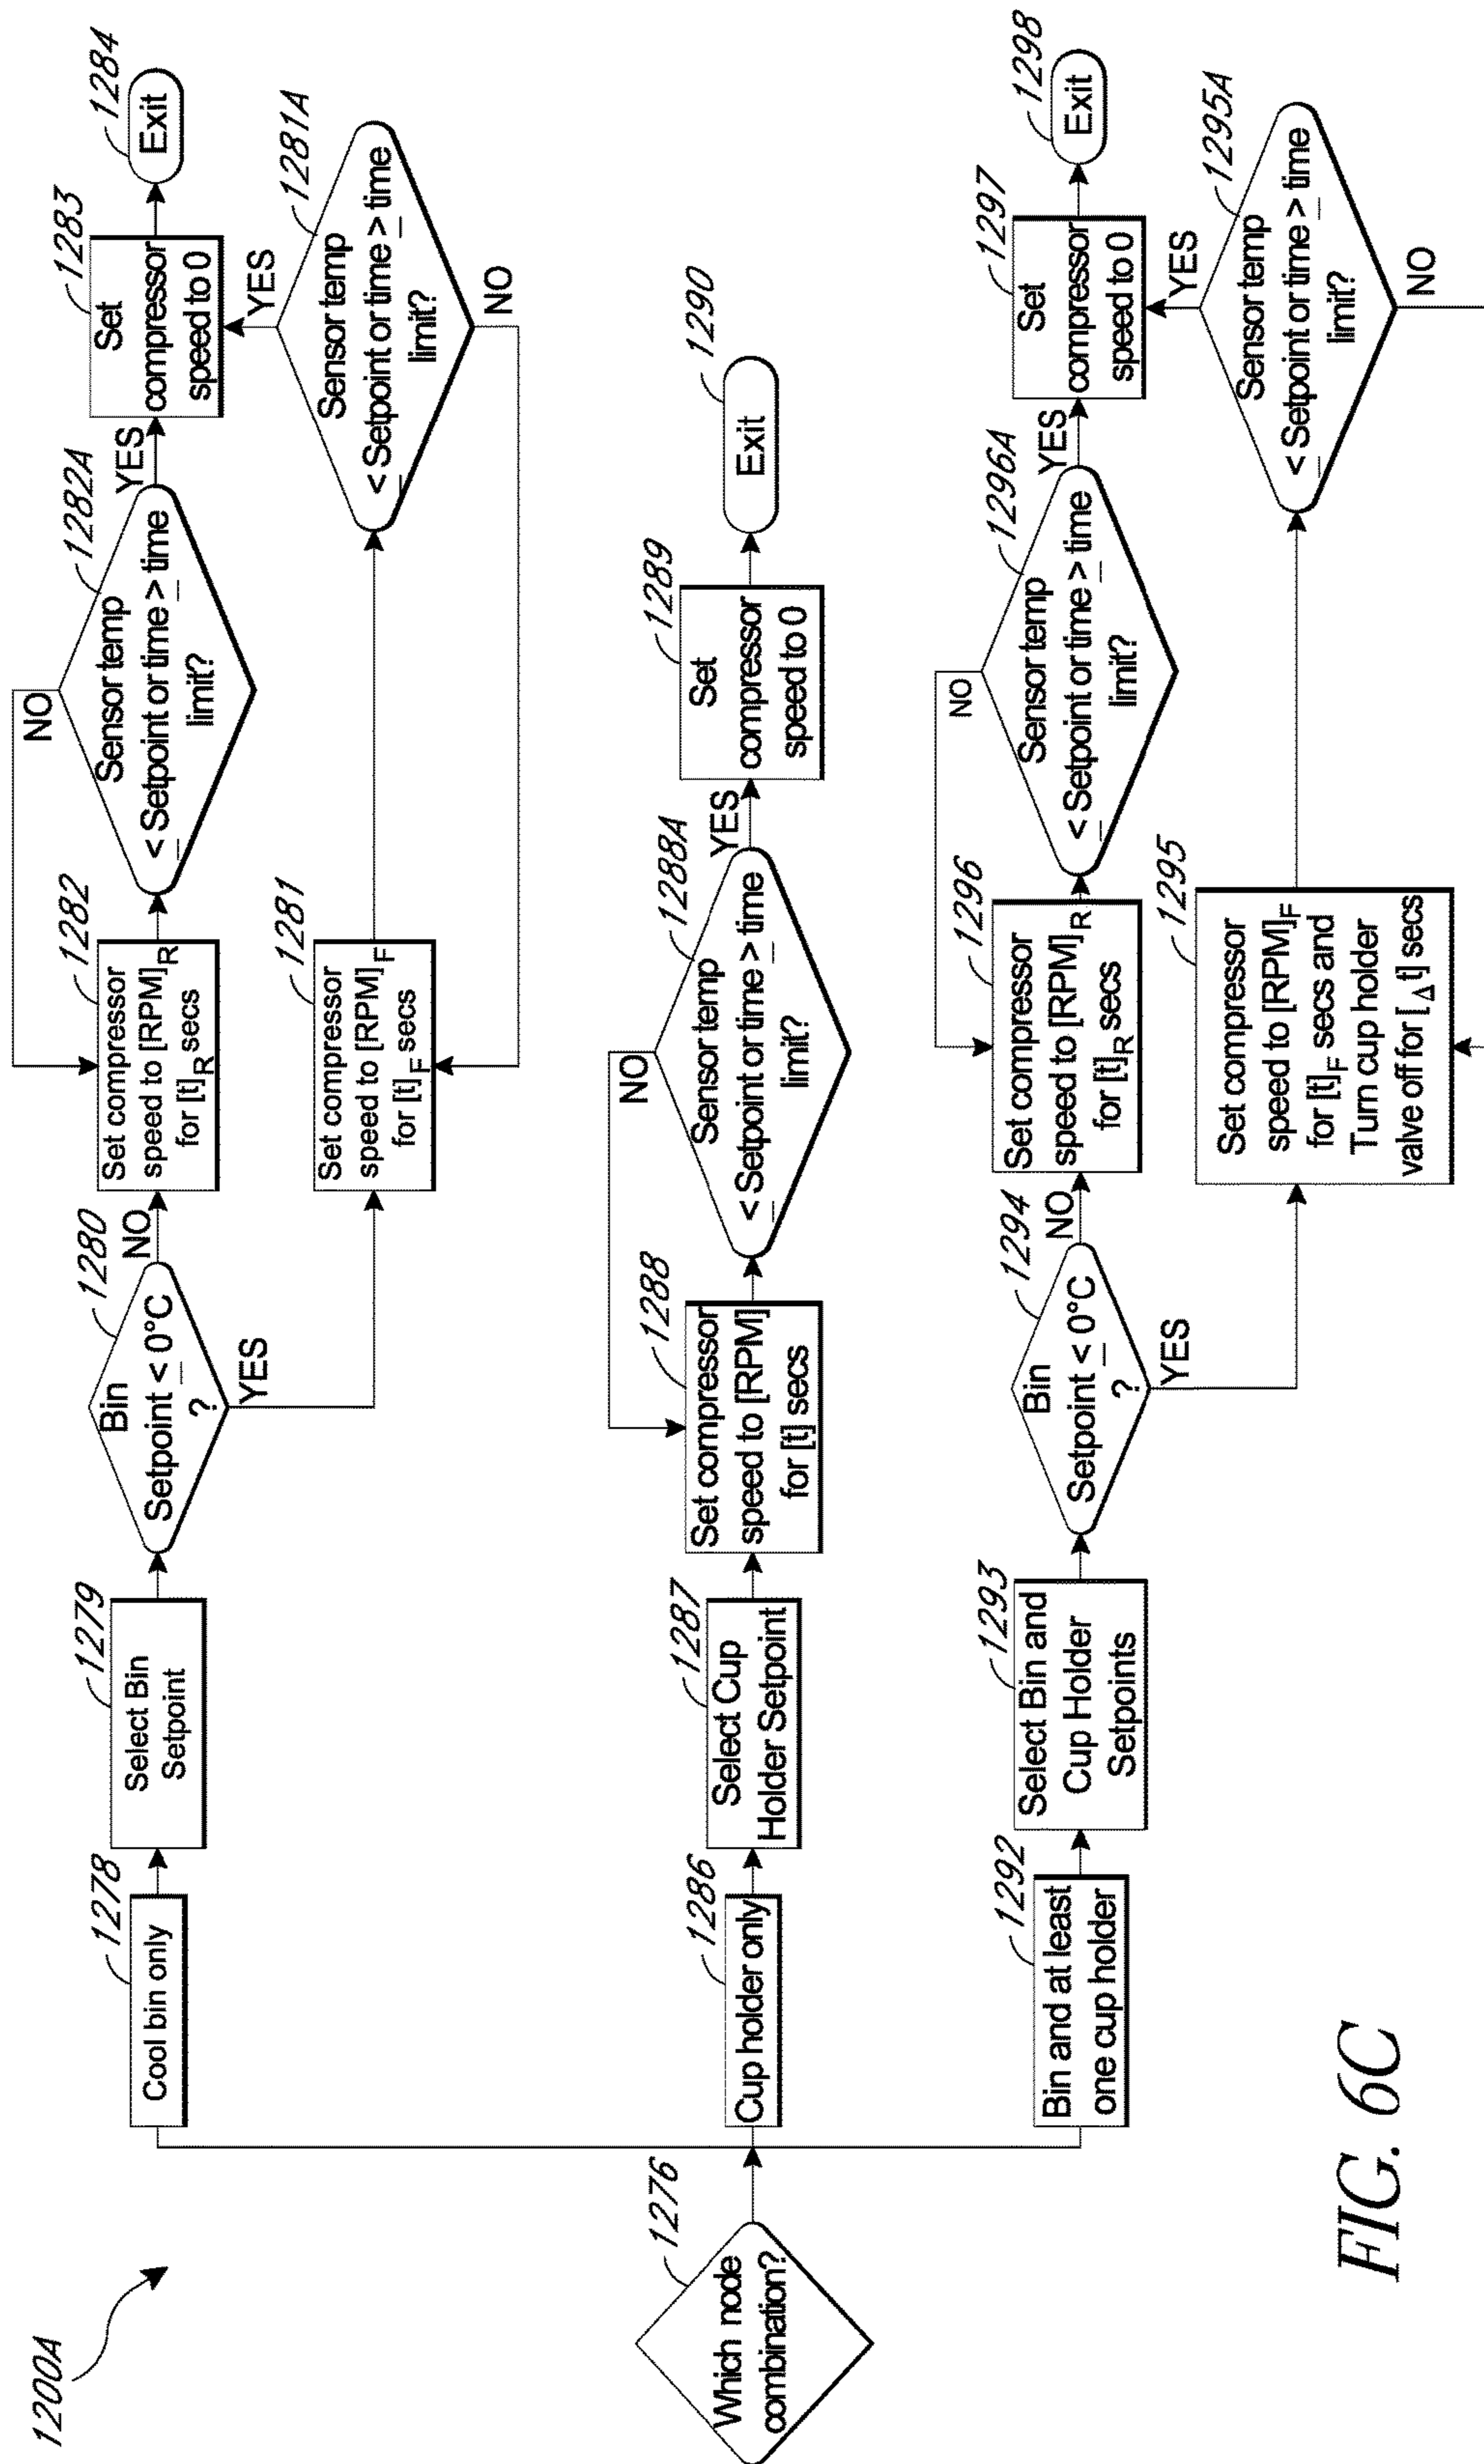 1200A
1276
Which node
combination?
1278
Cool bin only
1279
Select Bin
Setpoint
1280
Bin
Setpoint ≤ 0°C
?
NO
YES
1282
Set compressor
speed to [RPM]R
for [t]R secs
1282A
Sensor temp
≤ Setpoint or time ≥ time
limit?
NO
YES
1283
Set
compressor
speed to 0
1284
Exit
1281
Set compressor
speed to [RPM]F
for [t]F secs
1281A
Sensor temp
≤ Setpoint or time ≥ time
limit?
YES
NO
1286
Cup holder only
1287
Select Cup
Holder Setpoint
1288
Set compressor
speed to [RPM]
for [t] secs
1288A
Sensor temp
≤ Setpoint or time ≥ time
limit?
NO
YES
1289
Set
compressor
speed to 0
1290
Exit
1292
Bin and at least
one cup holder
1293
Select Bin and
Cup Holder
Setpoints
1294
Bin
Setpoint ≤ 0°C
?
NO
YES
1296
Set compressor
speed to [RPM]R
for [t]R secs
1296A
Sensor temp
≤ Setpoint or time ≥ time
limit?
NO
YES
1297
Set
compressor
speed to 0
1298
Exit
1295
Set compressor
speed to [RPM]F
for [t]F secs and
Turn cup holder
valve off for [Δt] secs
1295A
Sensor temp
≤ Setpoint or time ≥ time
limit?
YES
NO
FIG. 6C